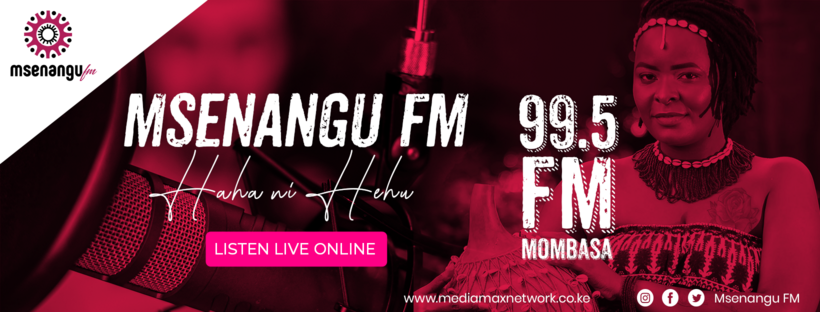 msenangu fm
MSENANGU FM
Haha ni Hehu
LISTEN LIVE ONLINE
99.5
FM
MOMBASA
www.mediamaxnetwork.co.ke
Msenangu FM